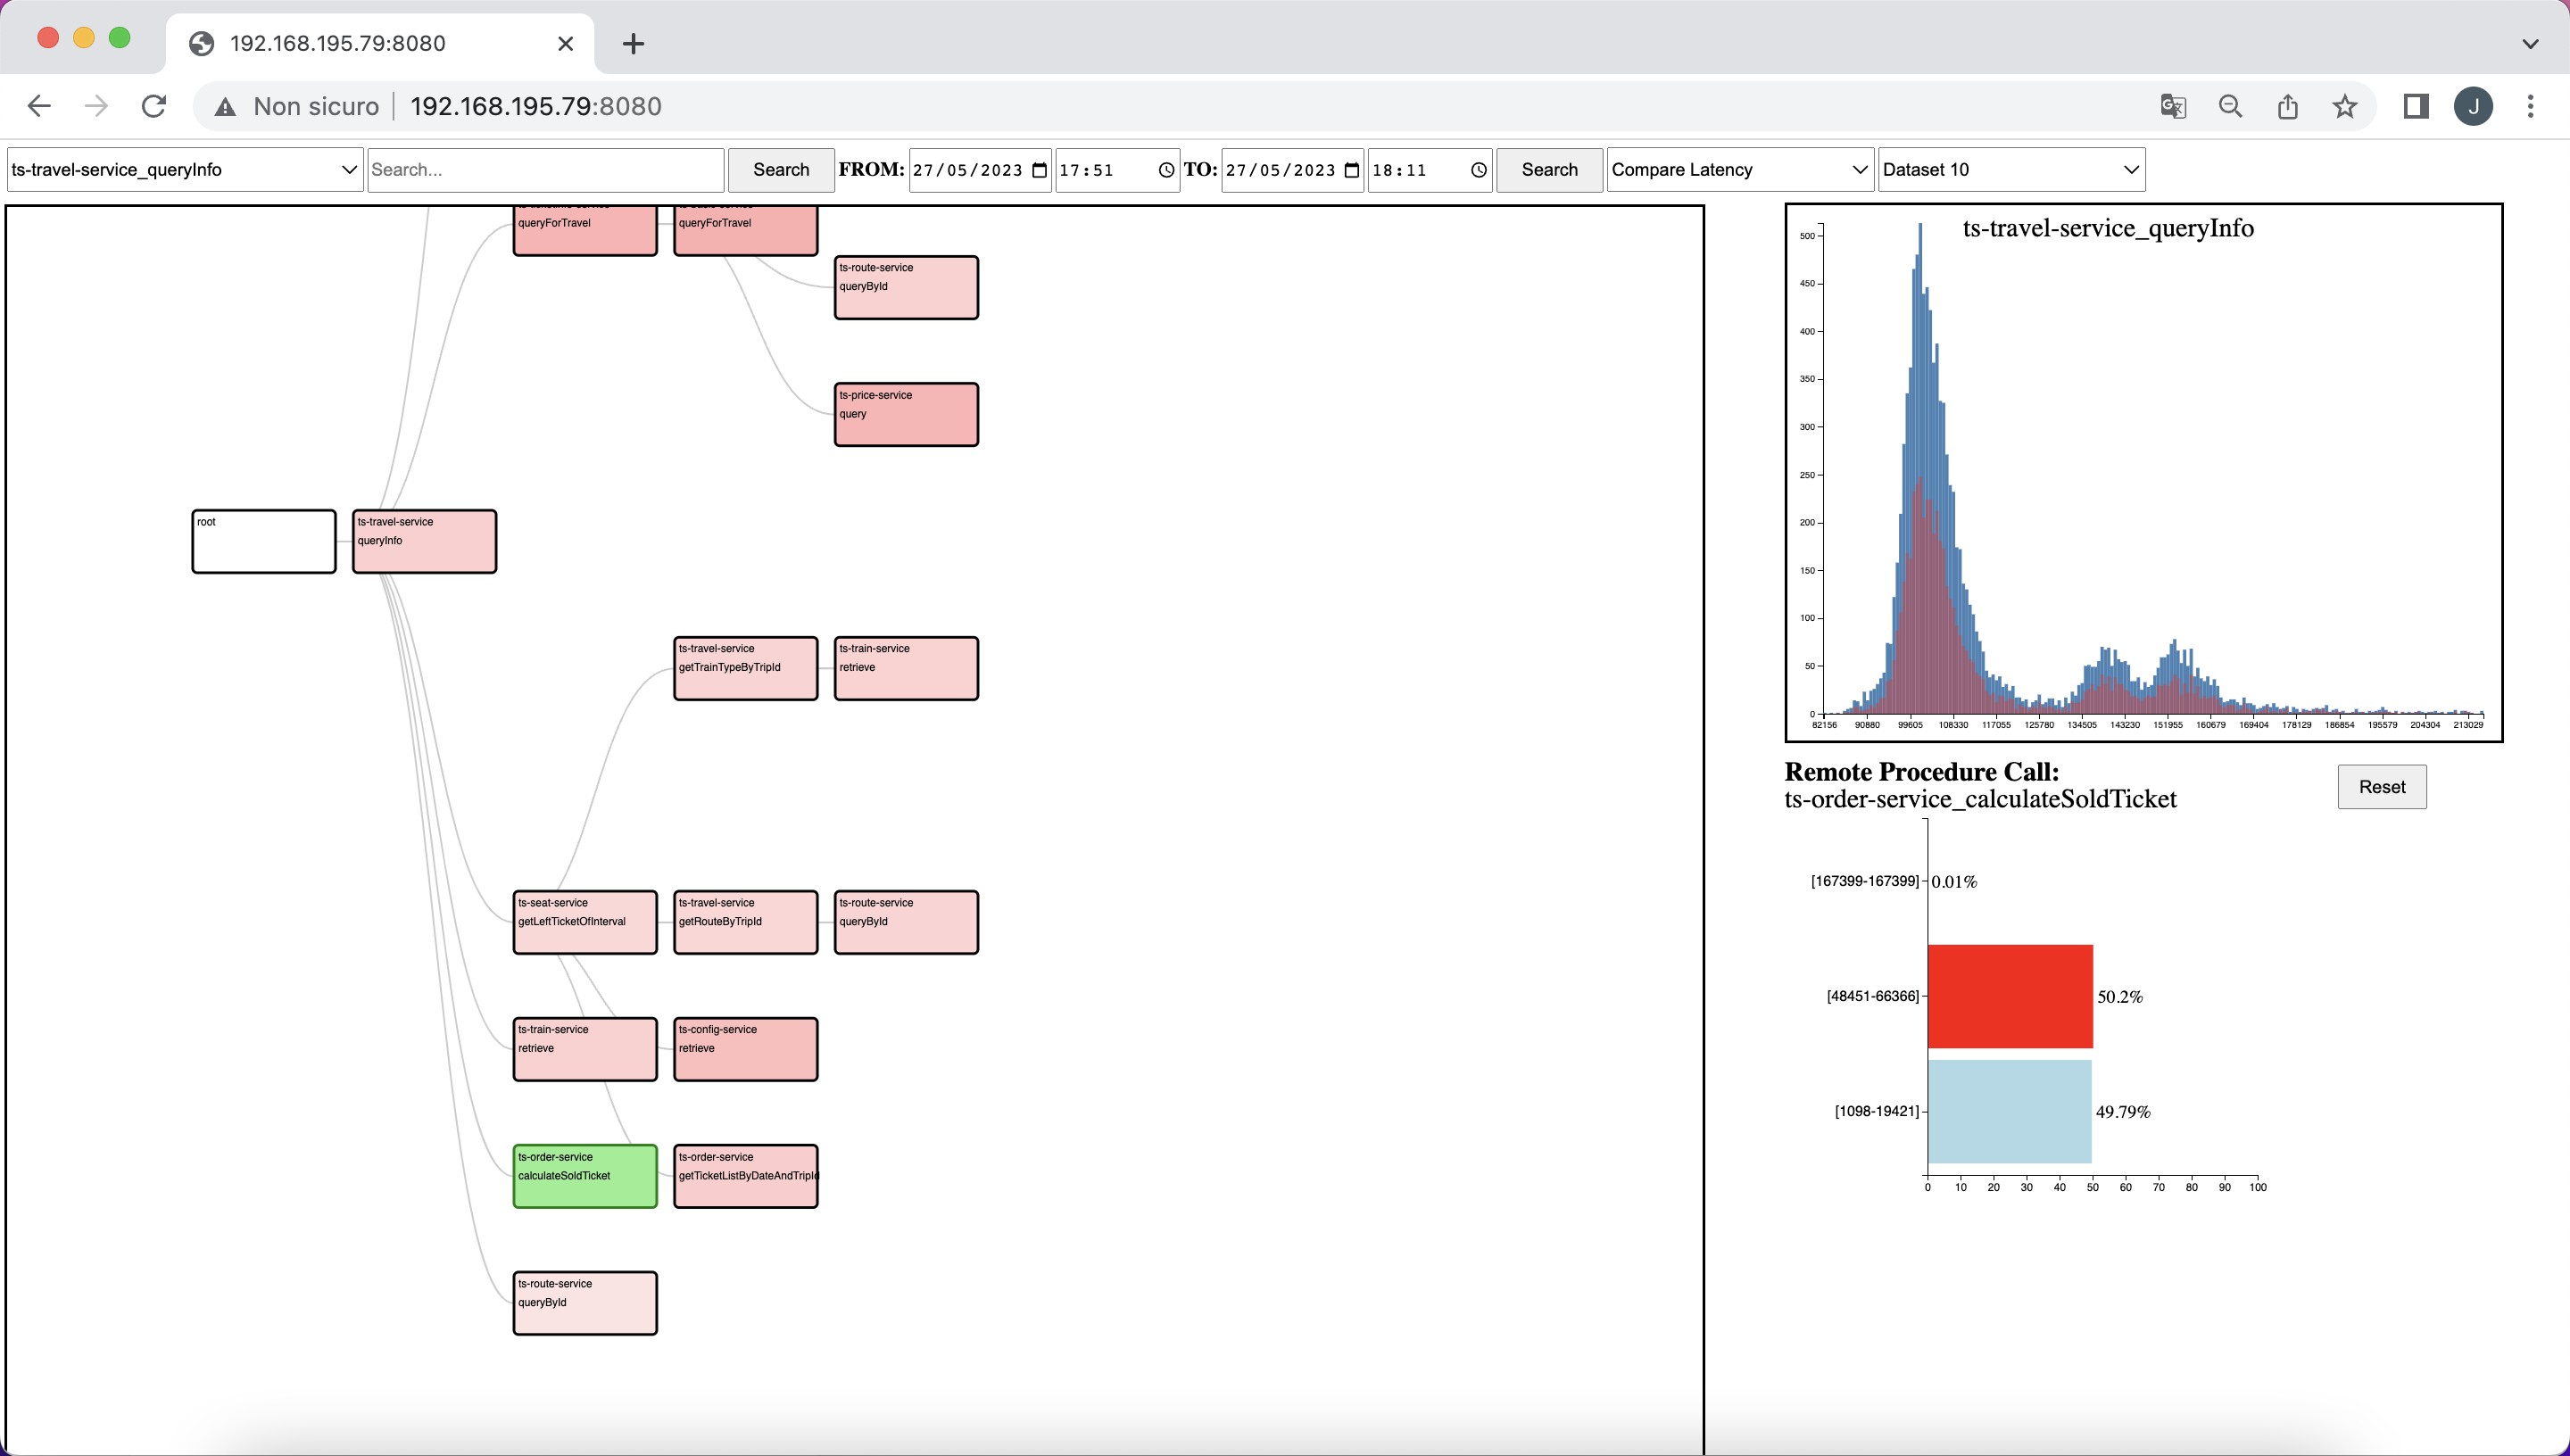 192.168.195.79:8080
Non sicuro 192.168.195.79:8080
J
ts-travel-service_queryInfo Search... Search FROM: 27/05/2023 17:51 TO: 27/05/2023 18:11 Search Compare Latency Dataset 10
queryForTravel
queryForTravel
ts-route-service
queryById
ts-price-service
query
root
ts-travel-service
queryInfo
ts-travel-service
getTrainTypeByTripId
ts-train-service
retrieve
ts-seat-service
getLeftTicketOfInterval
ts-travel-service
getRouteByTripId
ts-route-service
queryById
ts-train-service
retrieve
ts-config-service
retrieve
ts-order-service
calculateSoldTicket
ts-order-service
getTicketListByDateAndTripId
ts-route-service
queryById
ts-travel-service_queryInfo
500
450
400
350
300
250
200
150
100
50
0
82156 90880 99605 108330 117055 125780 134505 143230 151955 160679 169404 178129 186854 195579 204304 213029
Remote Procedure Call:
ts-order-service_calculateSoldTicket
Reset
[167399-167399] 0.01%
[48451-66366] 50.2%
[1098-19421] 49.79%
0 10 20 30 40 50 60 70 80 90 100